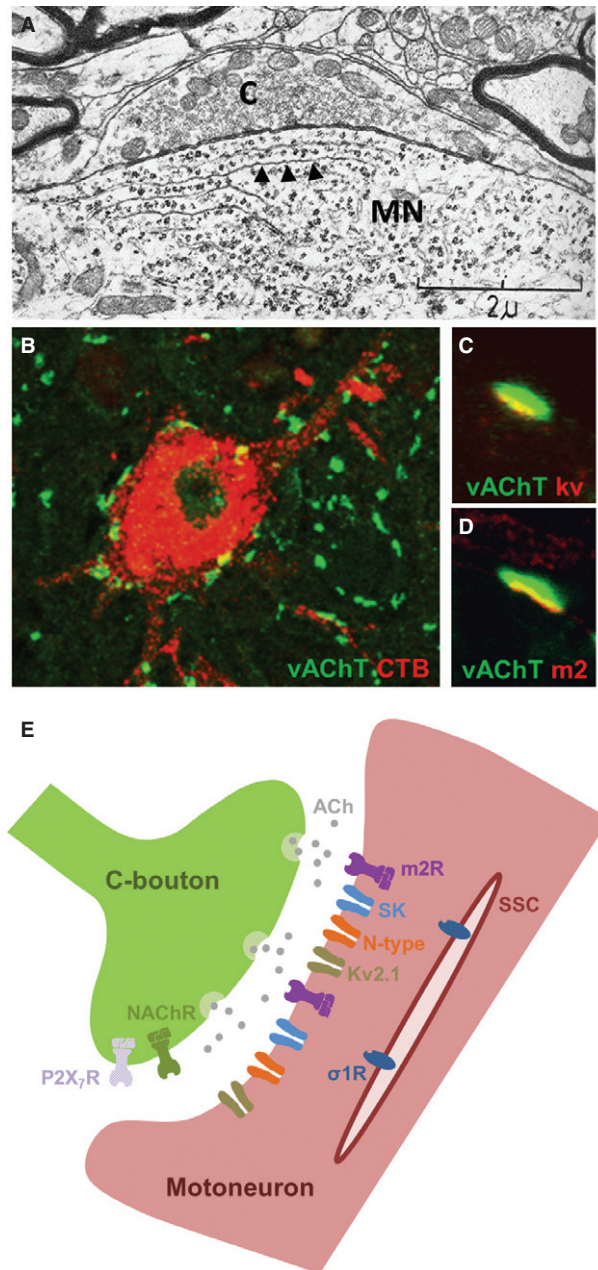 A
C
MN
2μ
B
vAChT CTB
C
vAChT kv
D
vAChT m2
E
ACh
C-bouton
m2R
SK
SSC
N-type
Kv2.1
NAChR
P2X₇R
σ1R
Motoneuron